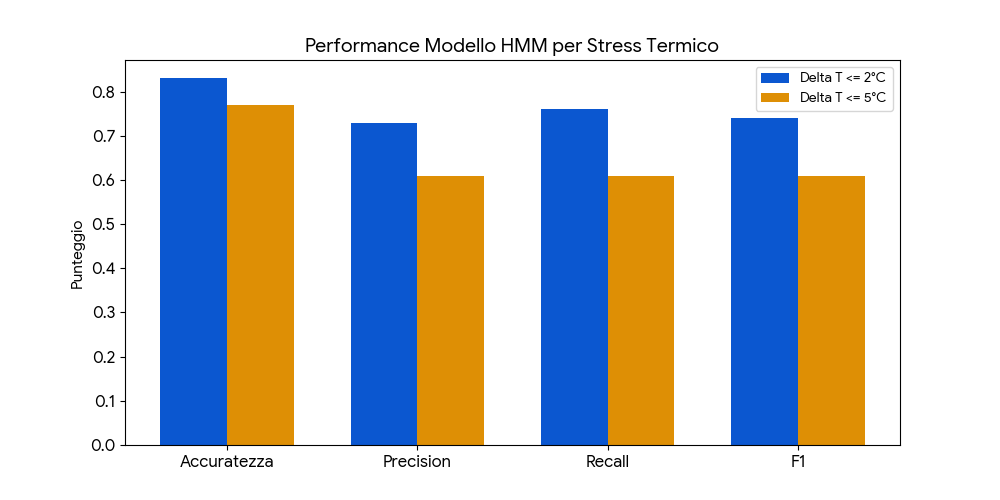 Performance Modello HMM per Stress Termico
Delta T <= 2°C
Delta T <= 5°C
Punteggio
0.8
0.7
0.6
0.5
0.4
0.3
0.2
0.1
0.0
Accuratezza
Precision
Recall
F1